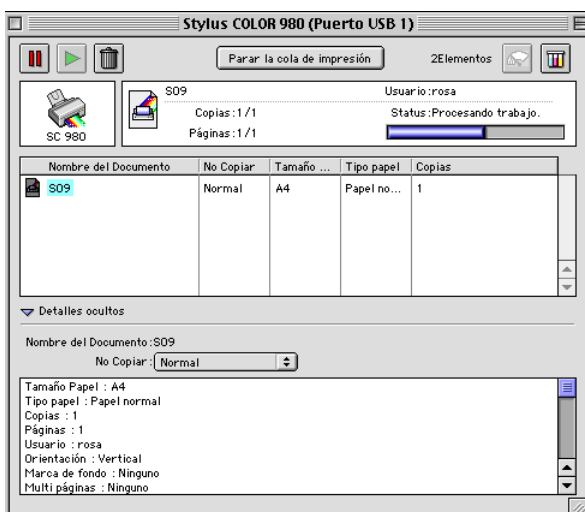 Stylus COLOR 980 (Puerto USB 1)
Parar la cola de impresión
2Elementos
SC 980
S09
Usuario:rosa
Copias:1/1
Status:Procesando trabajo.
Páginas:1/1
Nombre del Documento No Copiar Tamaño ... Tipo papel Copias
S09 Normal A4 Papel no... 1
Detalles ocultos
Nombre del Documento:S09
No Copiar: Normal
Tamaño Papel : A4
Tipo papel : Papel normal
Copias : 1
Páginas : 1
Usuario : rosa
Orientación : Vertical
Marca de fondo : Ninguno
Multi páginas : Ninguno